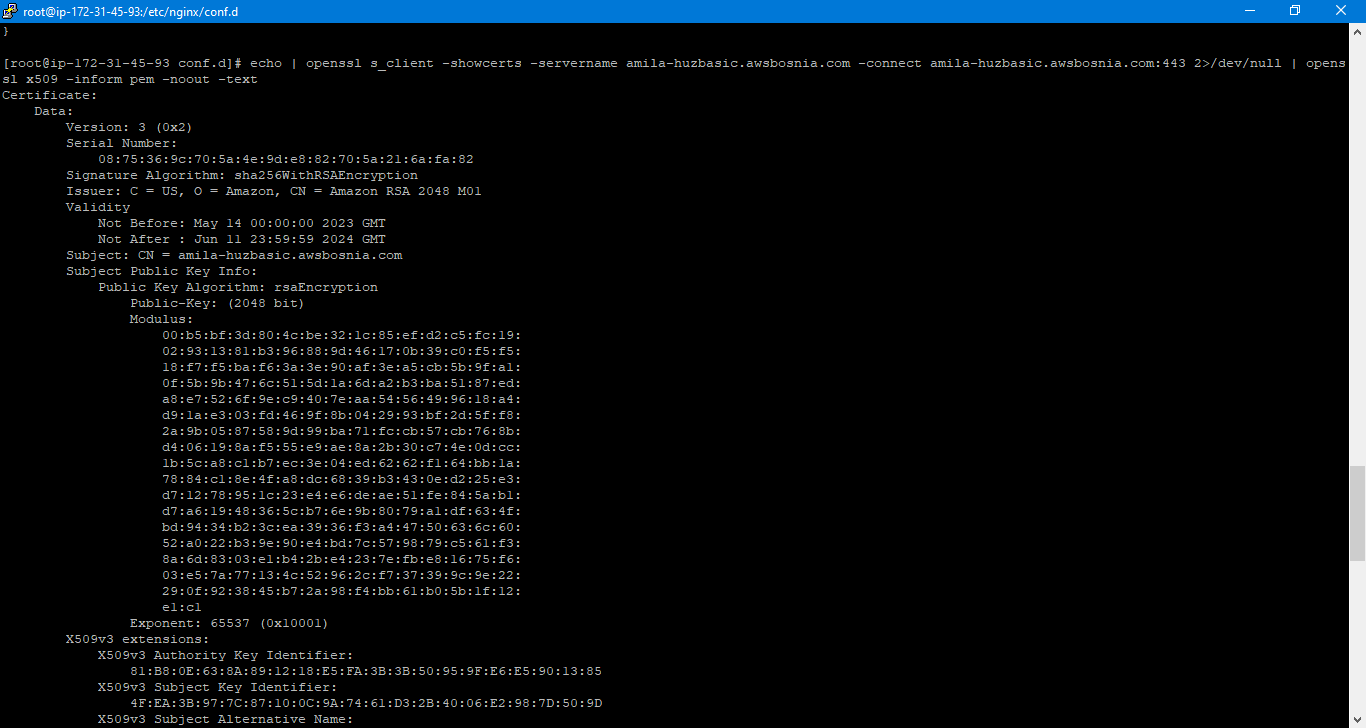 root@ip-172-31-45-93:/etc/nginx/conf.d
}
[root@ip-172-31-45-93 conf.d]# echo | openssl s_client -showcerts -servername amila-huzbasic.awsbosnia.com -connect amila-huzbasic.awsbosnia.com:443 2>/dev/null | opens
sl x509 -inform pem -noout -text
Certificate:
    Data:
        Version: 3 (0x2)
        Serial Number:
            08:75:36:9c:70:5a:4e:9d:e8:82:70:5a:21:6a:fa:82
        Signature Algorithm: sha256WithRSAEncryption
        Issuer: C = US, O = Amazon, CN = Amazon RSA 2048 M01
        Validity
            Not Before: May 14 00:00:00 2023 GMT
            Not After : Jun 11 23:59:59 2024 GMT
        Subject: CN = amila-huzbasic.awsbosnia.com
        Subject Public Key Info:
            Public Key Algorithm: rsaEncryption
                Public-Key: (2048 bit)
                Modulus:
                    00:b5:bf:3d:80:4c:be:32:1c:85:ef:d2:c5:fc:19:
                    02:93:13:81:b3:96:88:9d:46:17:0b:39:c0:f5:f5:
                    18:f7:f5:ba:f6:3a:3e:90:af:3e:a5:cb:5b:9f:a1:
                    0f:5b:9b:47:6c:51:5d:1a:6d:a2:b3:ba:51:87:ed:
                    a8:e7:52:6f:9e:c9:40:7e:aa:54:56:49:96:18:a4:
                    d9:1a:e3:03:fd:46:9f:8b:04:29:93:bf:2d:5f:f8:
                    2a:9b:05:87:58:9d:99:ba:71:fc:cb:57:cb:76:8b:
                    d4:06:19:8a:f5:55:e9:ae:8a:2b:30:c7:4e:0d:cc:
                    1b:5c:a8:c1:b7:ec:3e:04:ed:62:62:f1:64:bb:1a:
                    78:84:c1:8e:4f:a8:dc:68:39:b3:43:0e:d2:25:e3:
                    d7:12:78:95:1c:23:e4:e6:de:ae:51:fe:84:5a:b1:
                    d7:a6:19:48:36:5c:b7:6e:9b:80:79:a1:df:63:4f:
                    bd:94:34:b2:3c:ea:39:36:f3:a4:47:50:63:6c:60:
                    52:a0:22:b3:9e:90:e4:bd:7c:57:98:79:c5:61:f3:
                    8a:6d:83:03:e1:b4:2b:e4:23:7e:fb:e8:16:75:f6:
                    03:e5:7a:77:13:4c:52:96:2c:f7:37:39:9c:9e:22:
                    29:0f:92:38:45:b7:2a:98:f4:bb:61:b0:5b:1f:12:
                    e1:c1
                Exponent: 65537 (0x10001)
        X509v3 extensions:
            X509v3 Authority Key Identifier:
                81:B8:0E:63:8A:89:12:18:E5:FA:3B:3B:50:95:9F:E6:E5:90:13:85
            X509v3 Subject Key Identifier:
                4F:EA:3B:97:7C:87:10:0C:9A:74:61:D3:2B:40:06:E2:98:7D:50:9D
            X509v3 Subject Alternative Name: